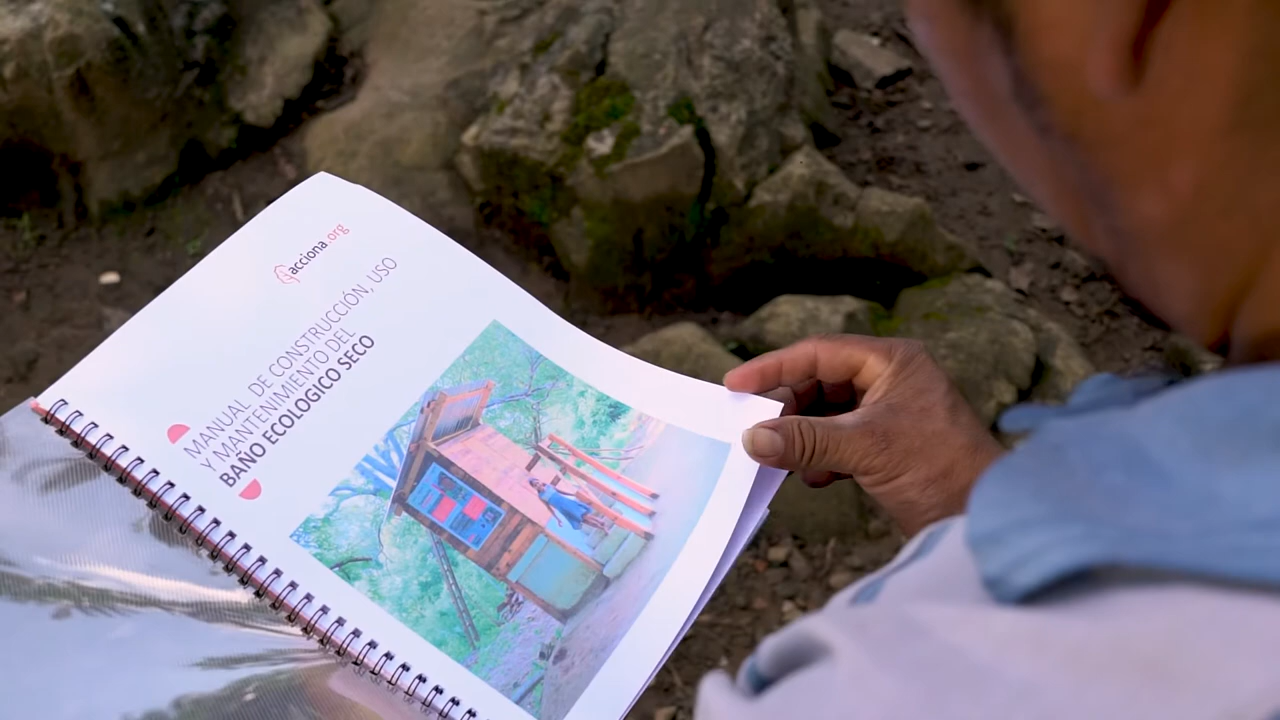 acciona.org
MANUAL DE CONSTRUCCIÓN, USO
Y MANTENIMIENTO DEL
BAÑO ECOLOGICO SECO